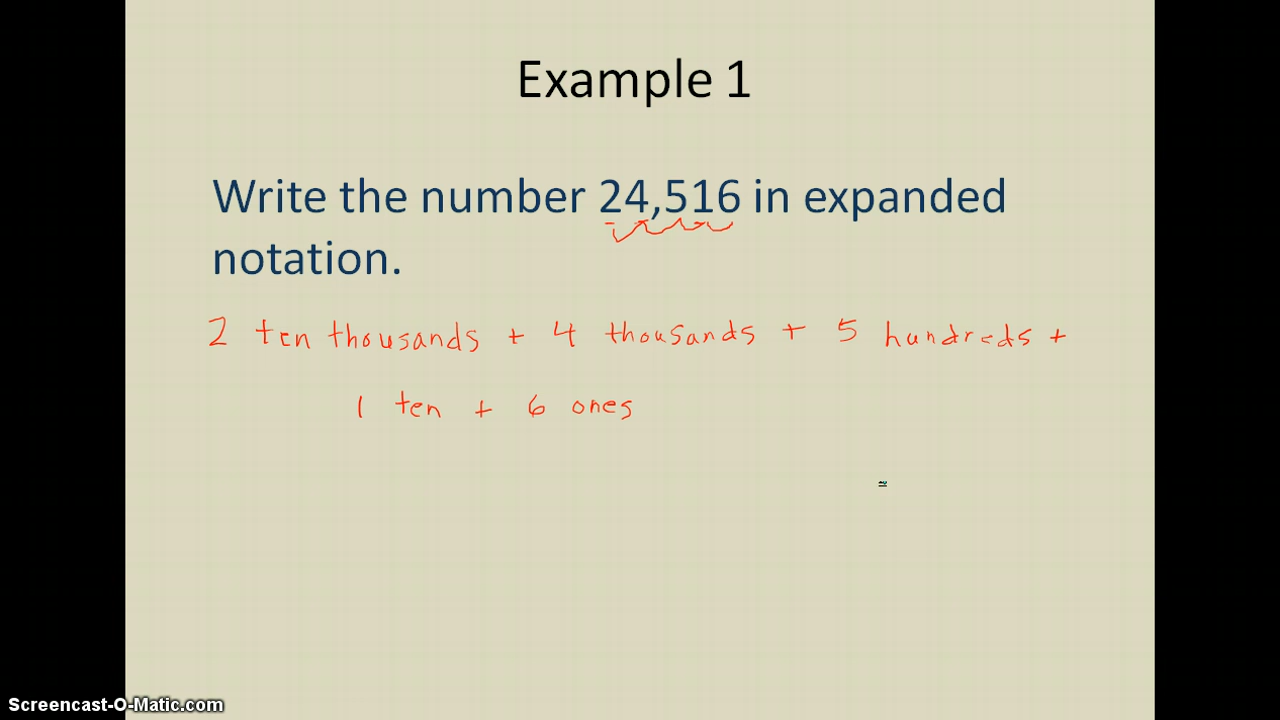 Example 1
Write the number 24,516 in expanded
notation.
2 ten thousands + 4 thousands + 5 hundreds +
1 ten + 6 ones
Screencast-O-Matic.com